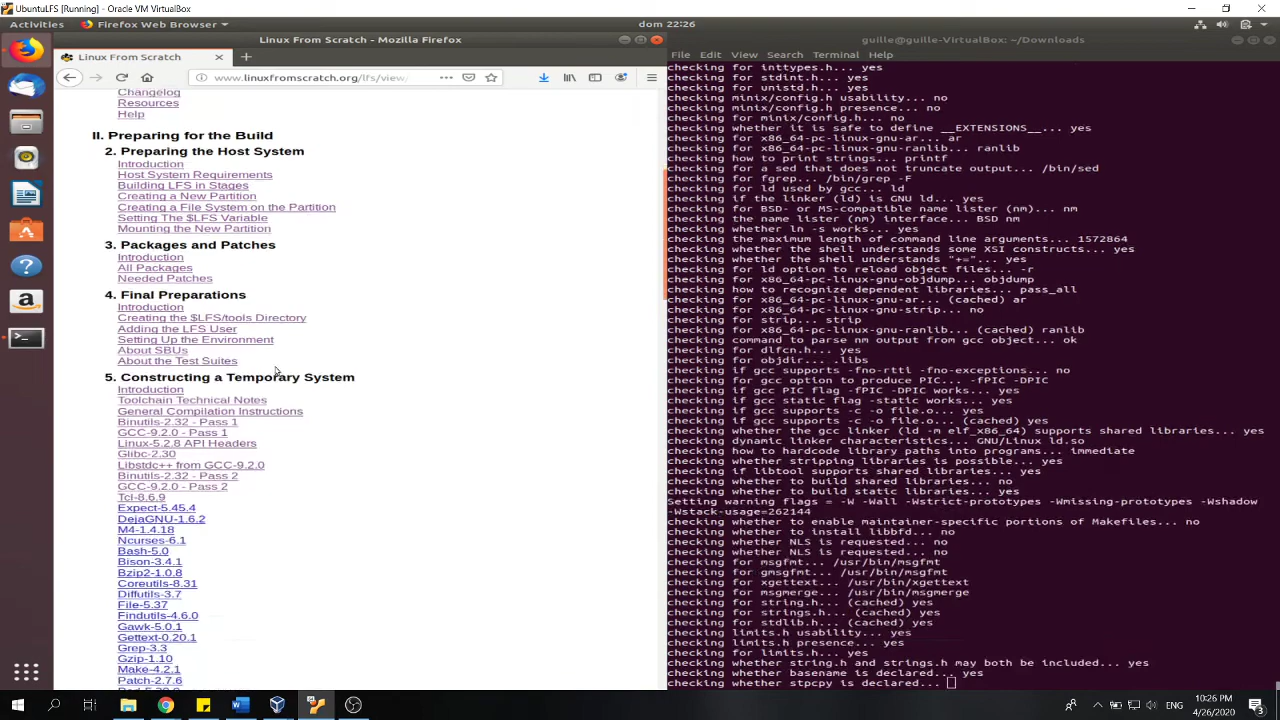 UbuntuLFS [Running] - Oracle VM VirtualBox
Activities
Firefox Web Browser
dom 22:26
Linux From Scratch - Mozilla Firefox
Linux From Scratch
www.linuxfromscratch.org/lfs/view/
Changelog
Resources
Help
II. Preparing for the Build
2. Preparing the Host System
Introduction
Host System Requirements
Building LFS in Stages
Creating a New Partition
Creating a File System on the Partition
Setting The $LFS Variable
Mounting the New Partition
3. Packages and Patches
Introduction
All Packages
Needed Patches
4. Final Preparations
Introduction
Creating the $LFS/tools Directory
Adding the LFS User
Setting Up the Environment
About SBUs
About the Test Suites
5. Constructing a Temporary System
Introduction
Toolchain Technical Notes
General Compilation Instructions
Binutils-2.32 - Pass 1
GCC-9.2.0 - Pass 1
Linux-5.2.8 API Headers
Glibc-2.30
Libstdc++ from GCC-9.2.0
Binutils-2.32 - Pass 2
GCC-9.2.0 - Pass 2
Tcl-8.6.9
Expect-5.45.4
DejaGNU-1.6.2
M4-1.4.18
Ncurses-6.1
Bash-5.0
Bison-3.4.1
Bzip2-1.0.8
Coreutils-8.31
Diffutils-3.7
File-5.37
Findutils-4.6.0
Gawk-5.0.1
Gettext-0.20.1
Grep-3.3
Gzip-1.10
Make-4.2.1
Patch-2.7.6
guille@guille-VirtualBox: ~/Downloads
File Edit View Search Terminal Help
checking for inttypes.h... yes
checking for stdint.h... yes
checking for unistd.h... yes
checking minix/config.h usability... no
checking minix/config.h presence... no
checking for minix/config.h... no
checking whether it is safe to define __EXTENSIONS__... yes
checking for x86_64-pc-linux-gnu-ar... ar
checking for x86_64-pc-linux-gnu-ranlib... ranlib
checking how to print strings... printf
checking for a sed that does not truncate output... /bin/sed
checking for fgrep... /bin/grep -F
checking for ld used by gcc... ld
checking if the linker (ld) is GNU ld... yes
checking for BSD- or MS-compatible name lister (nm)... nm
checking the name lister (nm) interface... BSD nm
checking whether ln -s works... yes
checking the maximum length of command line arguments... 1572864
checking whether the shell understands some XSI constructs... yes
checking whether the shell understands "+="... yes
checking for ld option to reload object files... -r
checking for x86_64-pc-linux-gnu-objdump... objdump
checking how to recognize dependent libraries... pass_all
checking for x86_64-pc-linux-gnu-ar... (cached) ar
checking for x86_64-pc-linux-gnu-strip... no
checking for strip... strip
checking for x86_64-pc-linux-gnu-ranlib... (cached) ranlib
checking command to parse nm output from gcc object... ok
checking for dlfcn.h... yes
checking for objdir... .libs
checking if gcc supports -fno-rtti -fno-exceptions... no
checking for gcc option to produce PIC... -fPIC -DPIC
checking if gcc PIC flag -fPIC -DPIC works... yes
checking if gcc static flag -static works... yes
checking if gcc supports -c -o file.o... yes
checking if gcc supports -c -o file.o... (cached) yes
checking whether the gcc linker (ld -m elf_x86_64) supports shared libraries... yes
checking dynamic linker characteristics... GNU/Linux ld.so
checking how to hardcode library paths into programs... immediate
checking whether stripping libraries is possible... yes
checking if libtool supports shared libraries... yes
checking whether to build shared libraries... no
checking whether to build static libraries... yes
Setting warning flags = -W -Wall -Wstrict-prototypes -Wmissing-prototypes -Wshadow
-Wstack-usage=262144
checking whether to enable maintainer-specific portions of Makefiles... no
checking whether to install libbfd... no
checking whether NLS is requested... no
checking whether NLS is requested... no
checking for msgfmt... /usr/bin/msgfmt
checking for gmsgfmt... /usr/bin/msgfmt
checking for xgettext... /usr/bin/xgettext
checking for msgmerge... /usr/bin/msgmerge
checking for string.h... (cached) yes
checking for strings.h... (cached) yes
checking for stdlib.h... (cached) yes
checking limits.h usability... yes
checking limits.h presence... yes
checking for limits.h... yes
checking whether string.h and strings.h may both be included... yes
checking whether basename is declared... yes
checking whether stpcpy is declared...
10:26 PM
4/6/2020